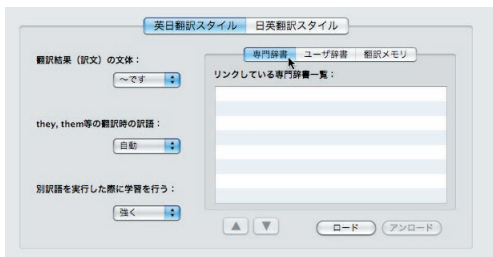 英日翻訳スタイル 日英翻訳スタイル
翻訳結果（訳文）の文体：
～です
they, them等の翻訳時の訳語：
自動
別訳語を実行した際に学習を行う：
強く
専門辞書 ユーザ辞書 翻訳メモリ
リンクしている専門辞書一覧：
ロード アンロード